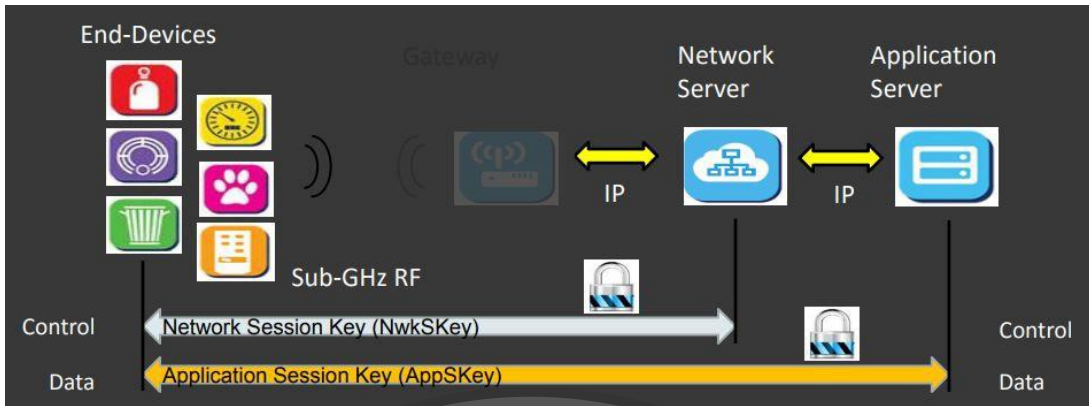 End-Devices
Gateway
Network
Server
Application
Server
IP
IP
Sub-GHz RF
Control
Network Session Key (NwkSKey)
Control
Data
Application Session Key (AppSKey)
Data